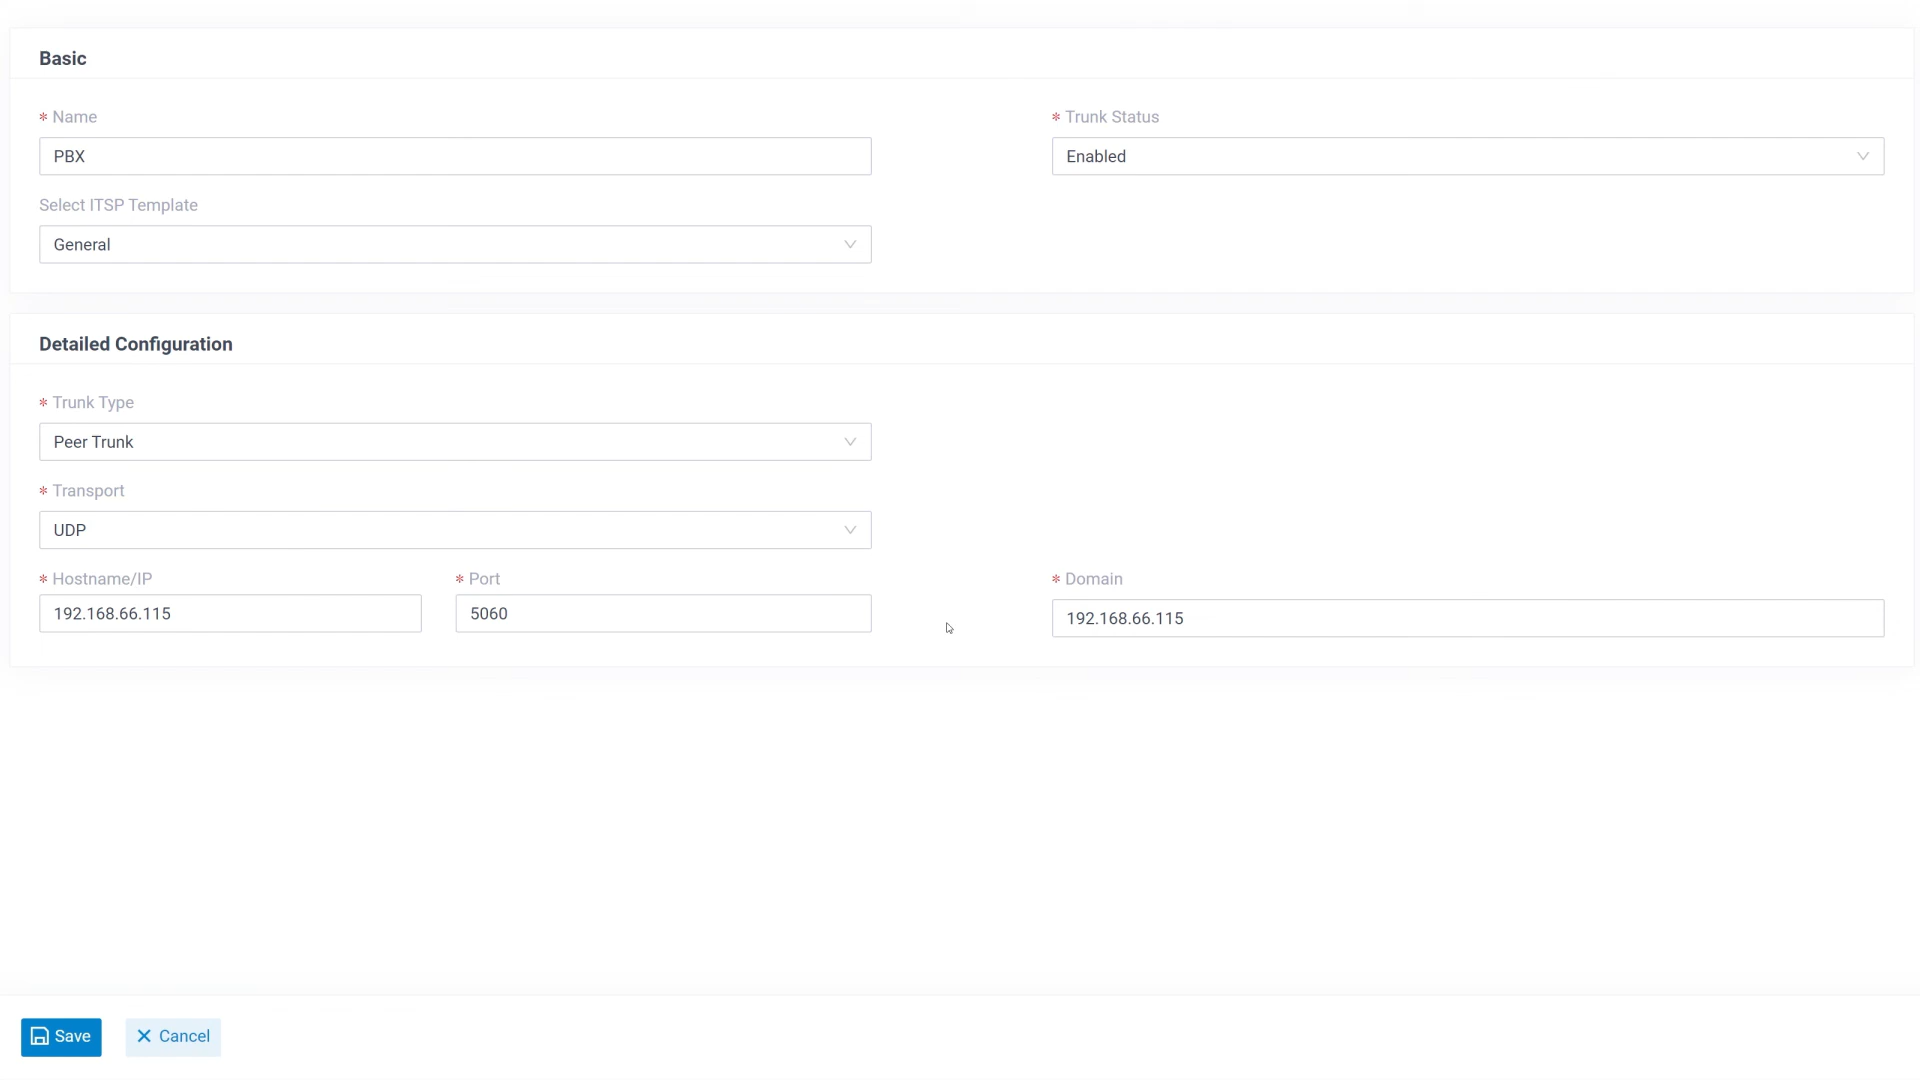 Basic
* Name
* Trunk Status
PBX
Enabled
Select ITSP Template
General
Detailed Configuration
* Trunk Type
Peer Trunk
* Transport
UDP
* Hostname/IP
* Port
* Domain
192.168.66.115
5060
192.168.66.115
Save
Cancel